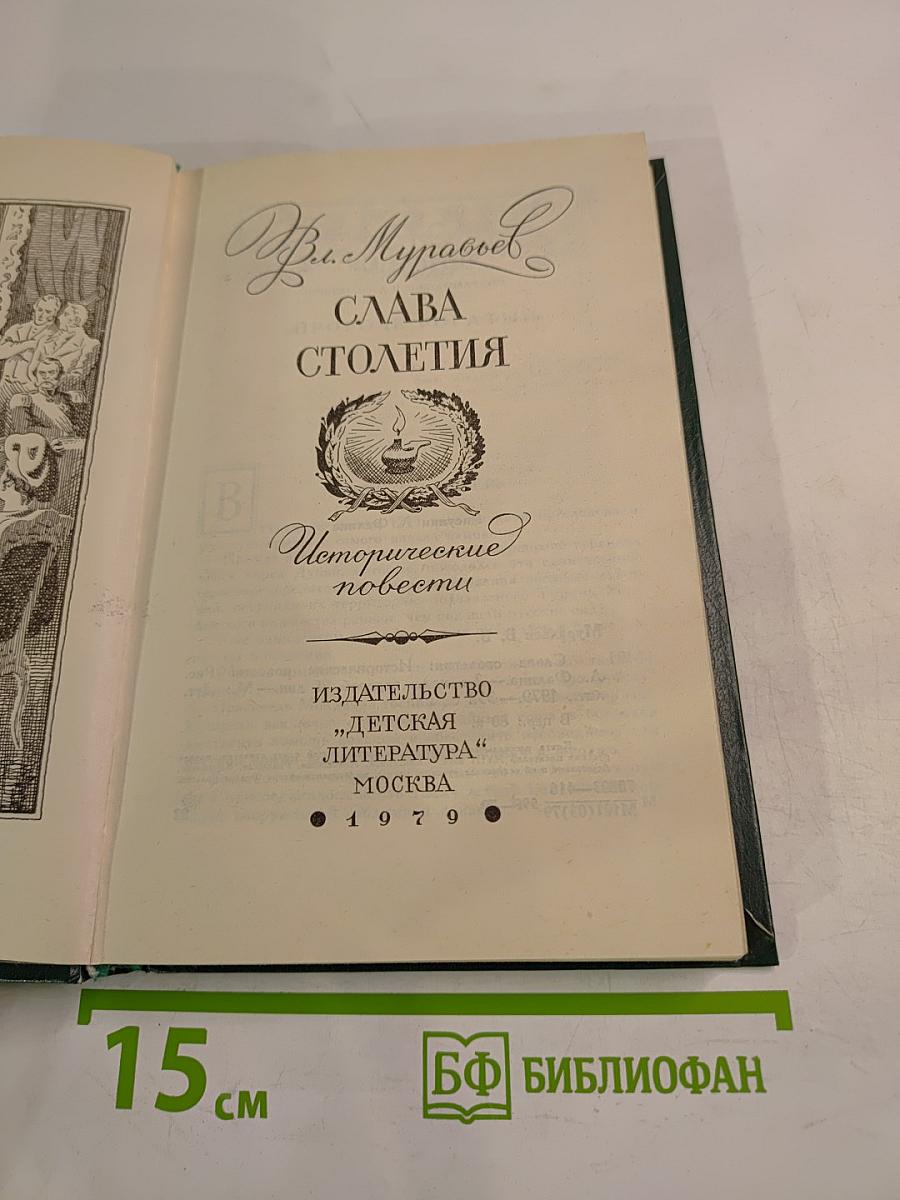 Вл. Муравьев
СЛАВА
СТОЛЕТИЯ
Исторические
повести
ИЗДАТЕЛЬСТВО
„ДЕТСКАЯ
ЛИТЕРАТУРА“
МОСКВА
• 1979 •
15 см
БФ БИБЛИОФАН